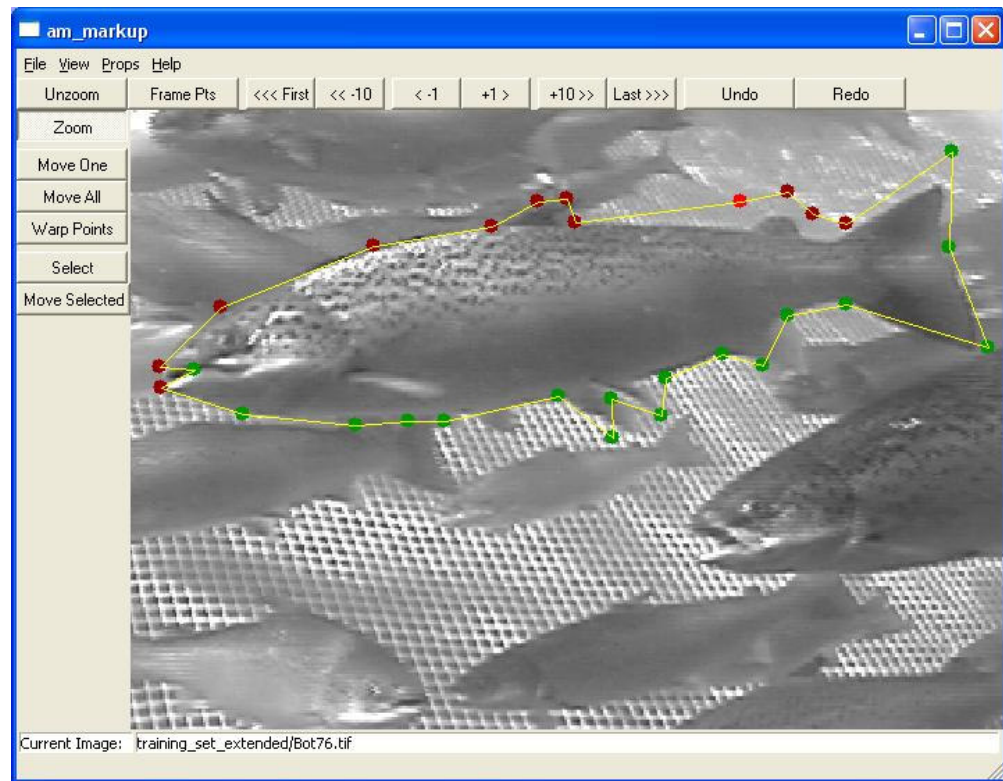 am_markup
File View Props Help
Unzoom Frame Pts <<< First << -10 < -1 +1 > +10 >> Last >>> Undo Redo
Zoom
Move One
Move All
Warp Points
Select
Move Selected
Current Image: training_set_extended/Bot76.tif